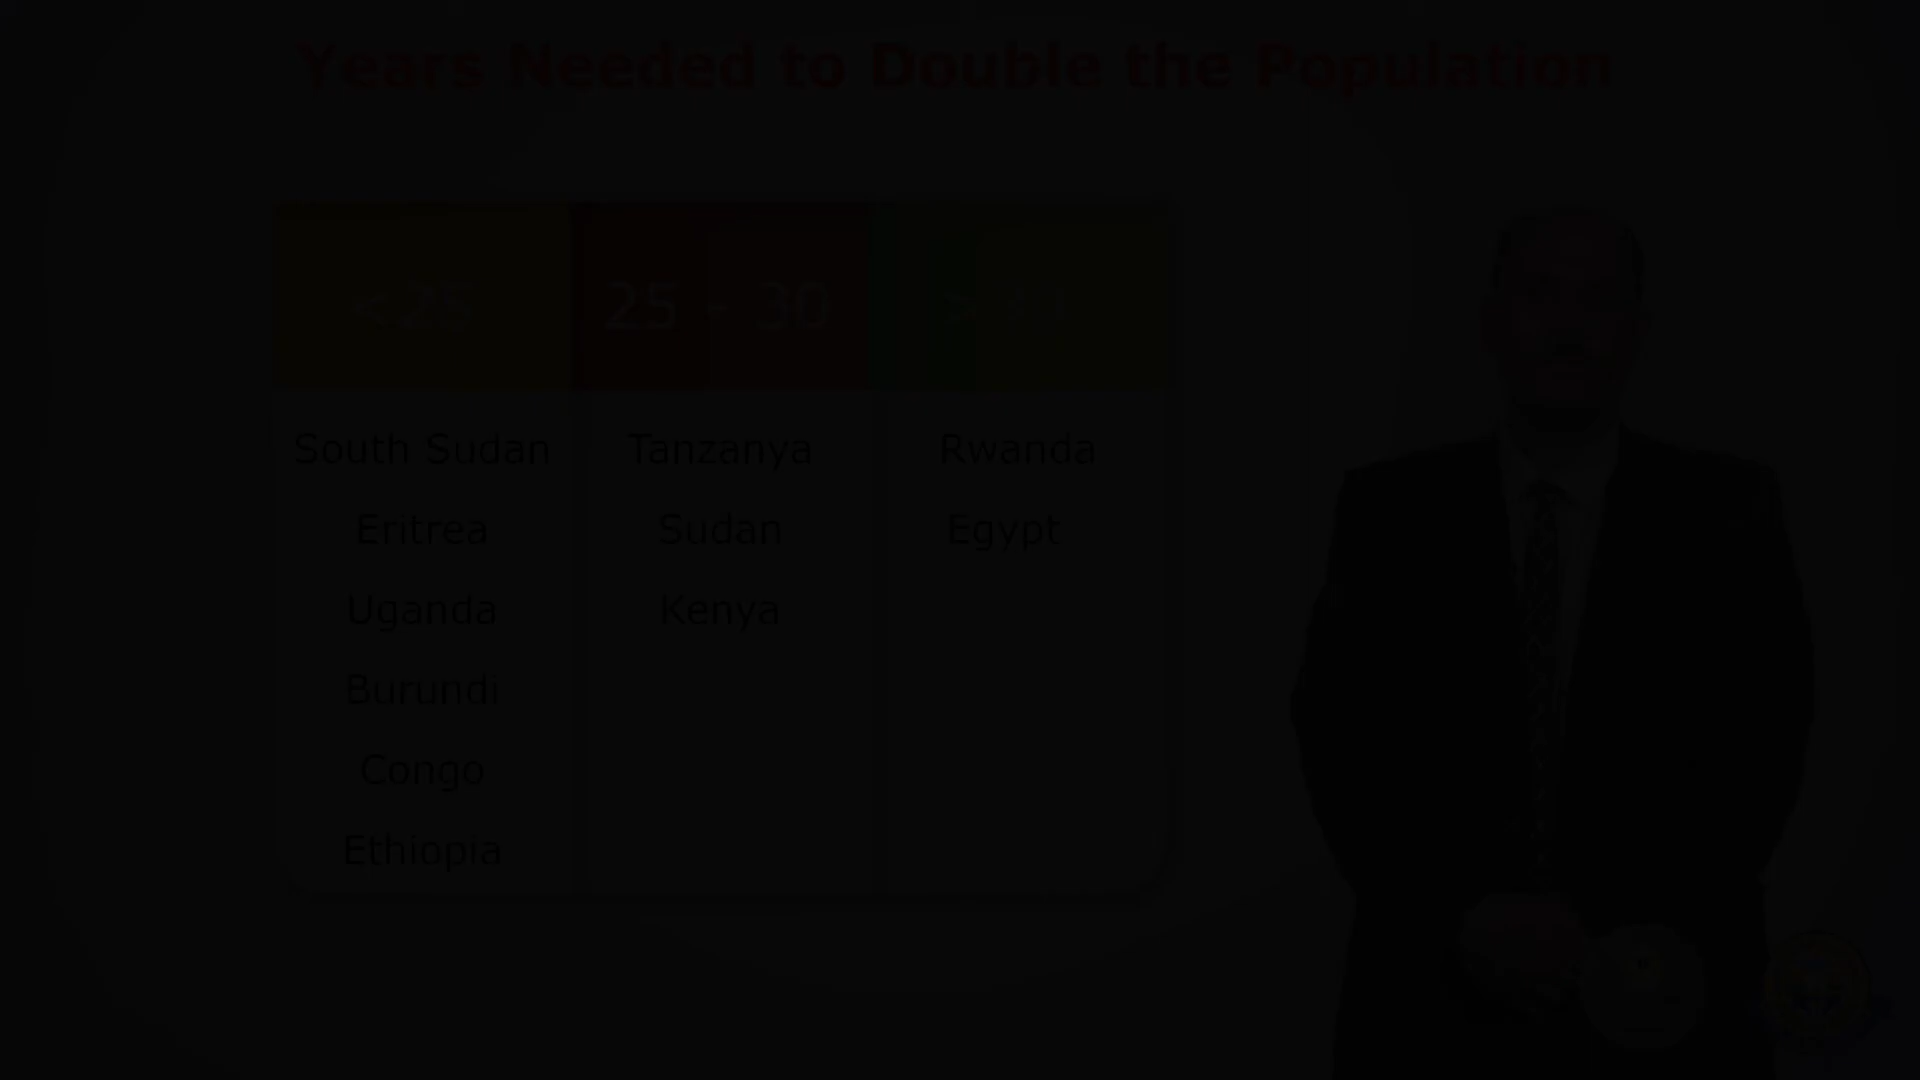 Years Needed to Double the Population
<25 25 - 30
South Sudan Tanzanya Rwanda
Eritrea Sudan Egypt
Uganda Kenya
Burundi
Congo
Ethiopia